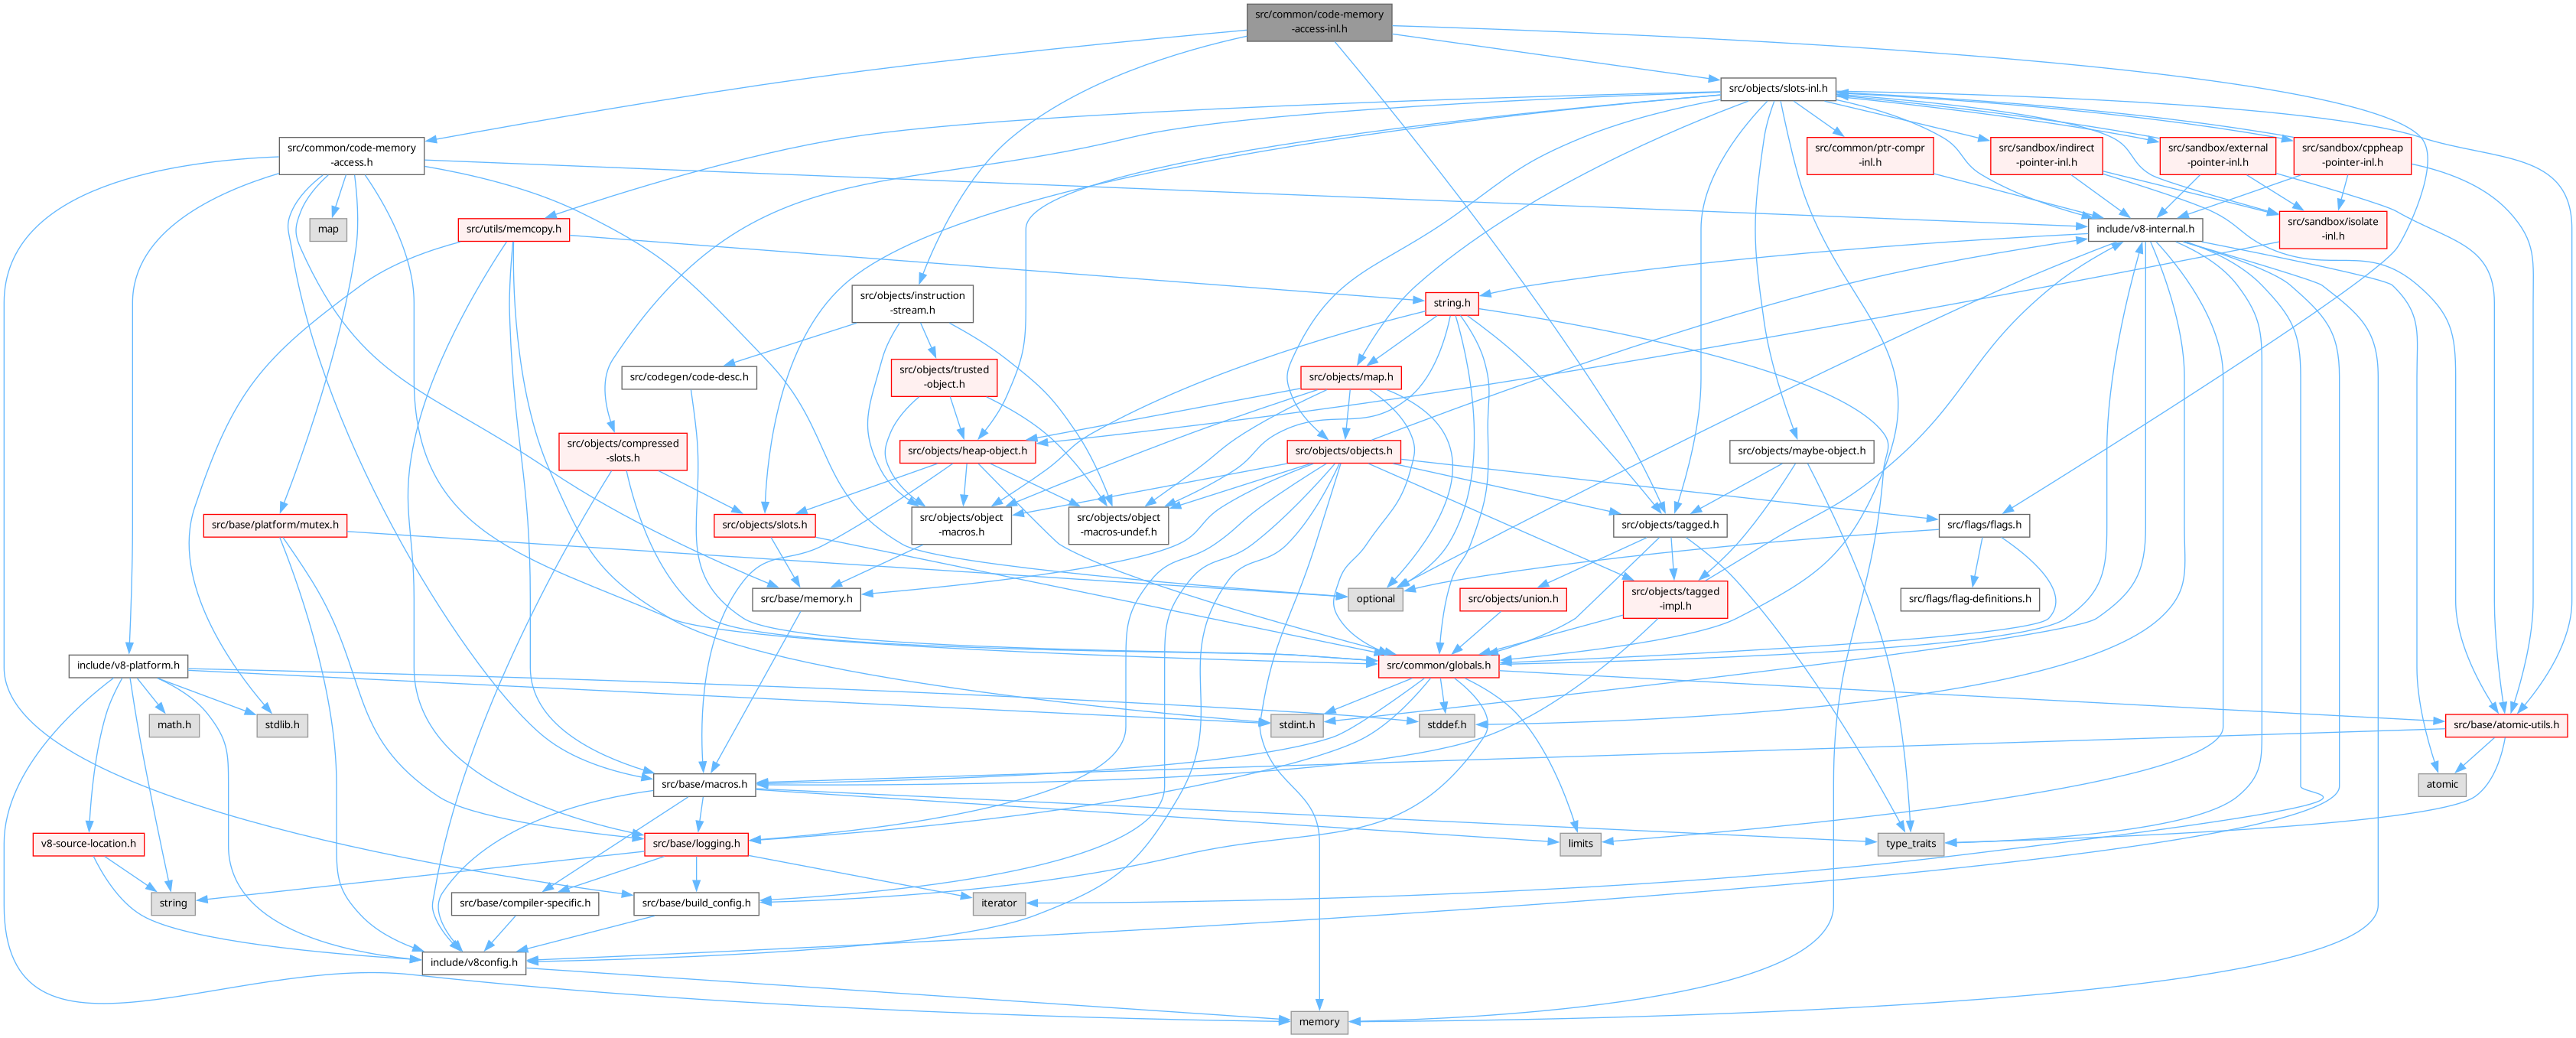 src/common/code-memory
-access-inl.h
src/objects/slots-inl.h
src/common/code-memory
-access.h
src/common/ptr-compr
-inl.h
src/sandbox/indirect
-pointer-inl.h
src/sandbox/external
-pointer-inl.h
src/sandbox/cppheap
-pointer-inl.h
map
src/utils/memcopy.h
include/v8-internal.h
src/sandbox/isolate
-inl.h
src/objects/instruction
-stream.h
string.h
src/codegen/code-desc.h
src/objects/trusted
-object.h
src/objects/map.h
src/objects/compressed
-slots.h
src/objects/heap-object.h
src/objects/objects.h
src/objects/maybe-object.h
src/base/platform/mutex.h
src/objects/slots.h
src/objects/object
-macros.h
src/objects/object
-macros-undef.h
src/objects/tagged.h
src/flags/flags.h
src/base/memory.h
optional
src/objects/union.h
src/objects/tagged
-impl.h
src/flags/flag-definitions.h
include/v8-platform.h
src/common/globals.h
math.h
stdlib.h
stdint.h
stddef.h
src/base/atomic-utils.h
src/base/macros.h
atomic
v8-source-location.h
src/base/logging.h
limits
type_traits
string
src/base/compiler-specific.h
src/base/build_config.h
iterator
include/v8config.h
memory